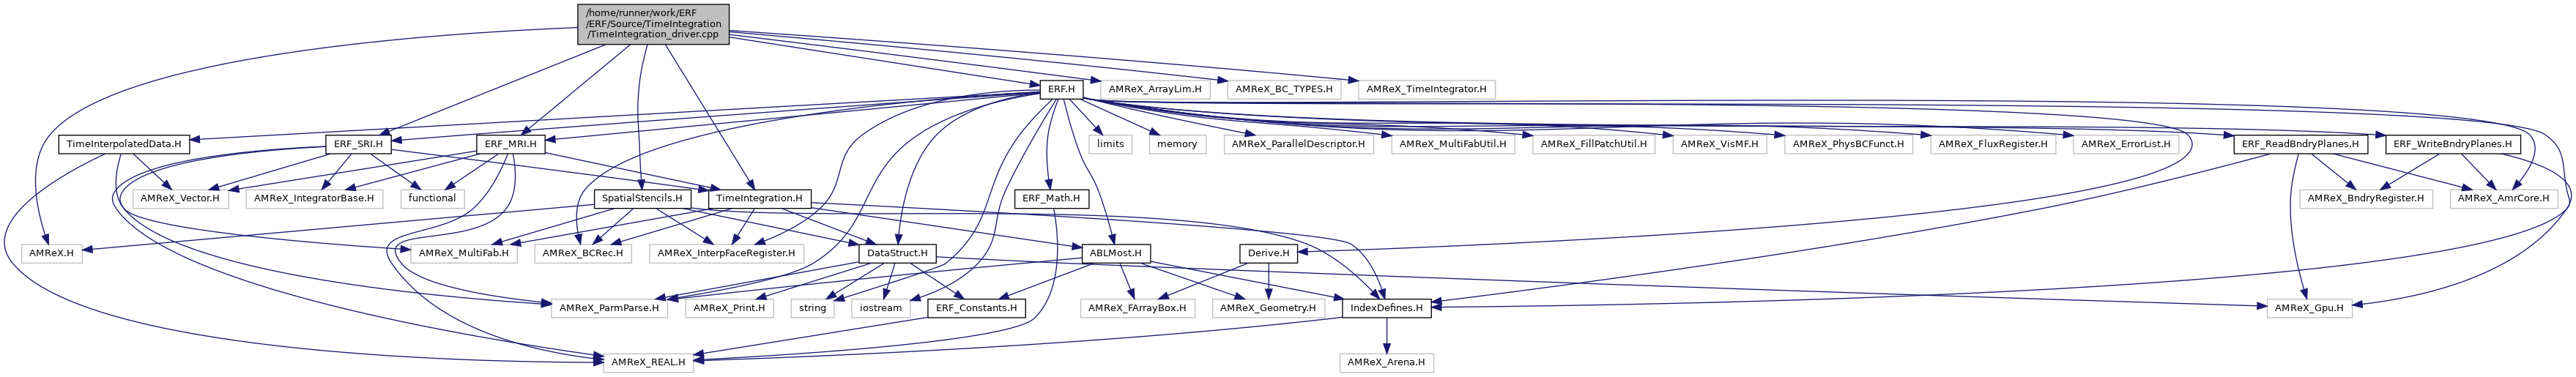 /home/runner/work/ERF
/ERF/Source/TimeIntegration
/TimeIntegration_driver.cpp
ERF.H
AMReX_ArrayLim.H
AMReX_BC_TYPES.H
AMReX_TimeIntegrator.H
TimeInterpolatedData.H
ERF_SRI.H
ERF_MRI.H
limits
memory
AMReX_ParallelDescriptor.H
AMReX_MultiFabUtil.H
AMReX_FillPatchUtil.H
AMReX_VisMF.H
AMReX_PhysBCFunct.H
AMReX_FluxRegister.H
AMReX_ErrorList.H
ERF_ReadBndryPlanes.H
ERF_WriteBndryPlanes.H
AMReX_Vector.H
AMReX_IntegratorBase.H
functional
SpatialStencils.H
TimeIntegration.H
ERF_Math.H
AMReX_BndryRegister.H
AMReX_AmrCore.H
AMReX.H
AMReX_MultiFab.H
AMReX_BCRec.H
AMReX_InterpFaceRegister.H
DataStruct.H
ABLMost.H
Derive.H
AMReX_ParmParse.H
AMReX_Print.H
string
iostream
ERF_Constants.H
AMReX_FArrayBox.H
AMReX_Geometry.H
IndexDefines.H
AMReX_Gpu.H
AMReX_REAL.H
AMReX_Arena.H